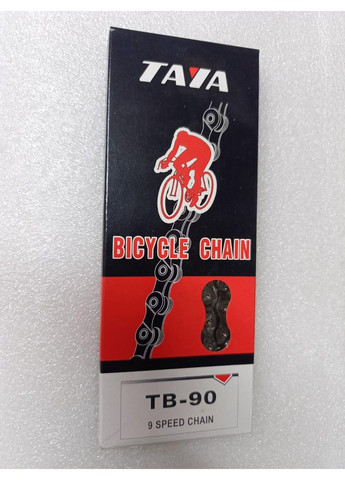 TAYA
BICYCLE CHAIN
TB-90
9 SPEED CHAIN